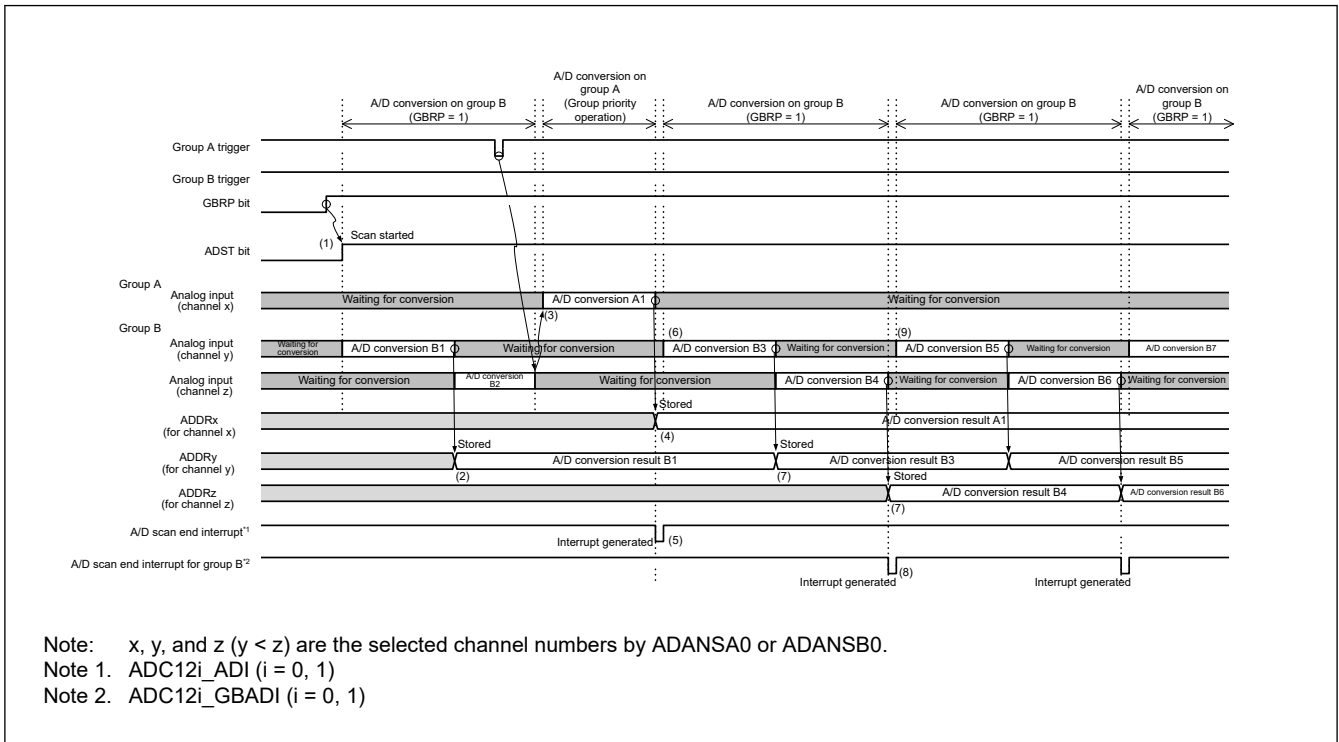 A/D conversion on group B
(GBRP = 1)
A/D conversion on
group A
(Group priority
operation)
A/D conversion on group B
(GBRP = 1)
A/D conversion on group B
(GBRP = 1)
A/D conversion on
group B
(GBRP = 1)
Group A trigger
Group B trigger
GBRP bit
(1) Scan started
ADST bit
Group A
Analog input
(channel x)
Waiting for conversion
A/D conversion A1
Waiting for conversion
(3)
Group B
(6)
(9)
Analog input
(channel y)
Waiting for
conversion
A/D conversion B1
Waiting for conversion
A/D conversion B3
Waiting for conversion
A/D conversion B5
Waiting for conversion
A/D conversion B7
Analog input
(channel z)
Waiting for conversion
A/D conversion
B2
Waiting for conversion
A/D conversion B4
Waiting for conversion
A/D conversion B6
Waiting for conversion
ADDRx
(for channel x)
Stored
A/D conversion result A1
(4)
ADDRy
(for channel y)
Stored
A/D conversion result B1
Stored
A/D conversion result B3
A/D conversion result B5
(2)
(7)
ADDRz
(for channel z)
Stored
A/D conversion result B4
A/D conversion result B6
(7)
A/D scan end interrupt*1
Interrupt generated (5)
A/D scan end interrupt for group B*2
Interrupt generated (8)
Interrupt generated
Note: x, y, and z (y < z) are the selected channel numbers by ADANSA0 or ADANSB0.
Note 1. ADC12i_ADI (i = 0, 1)
Note 2. ADC12i_GBADI (i = 0, 1)